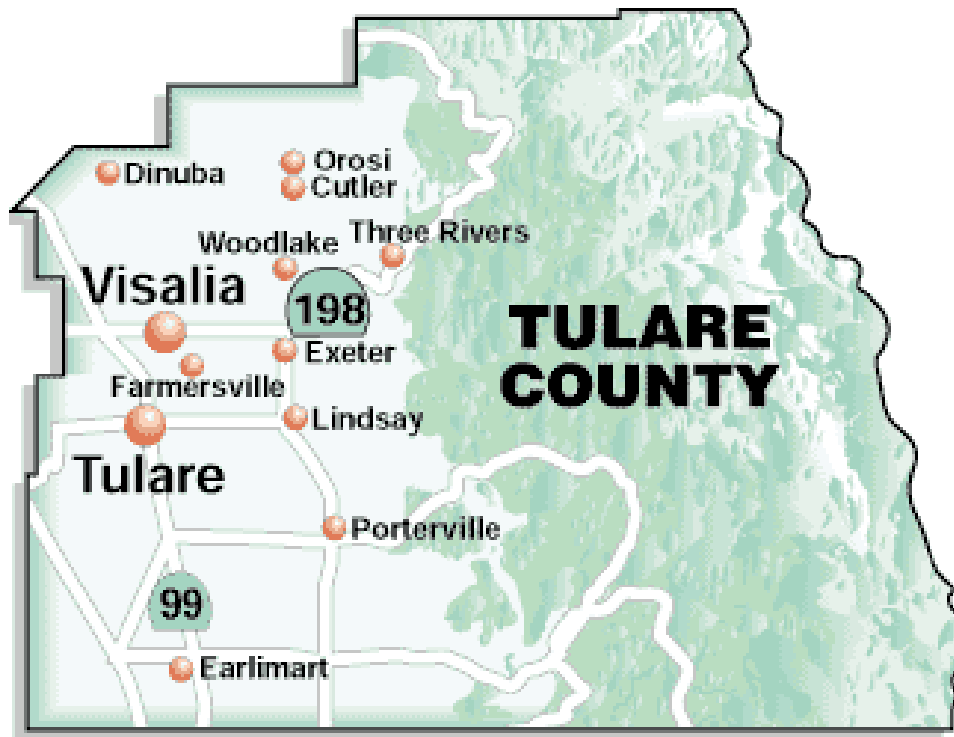 Dinuba
Orosi
Cutler
Three Rivers
Woodlake
Visalia
198
TULARE
COUNTY
Exeter
Farmersville
Lindsay
Tulare
Porterville
99
Earlimart